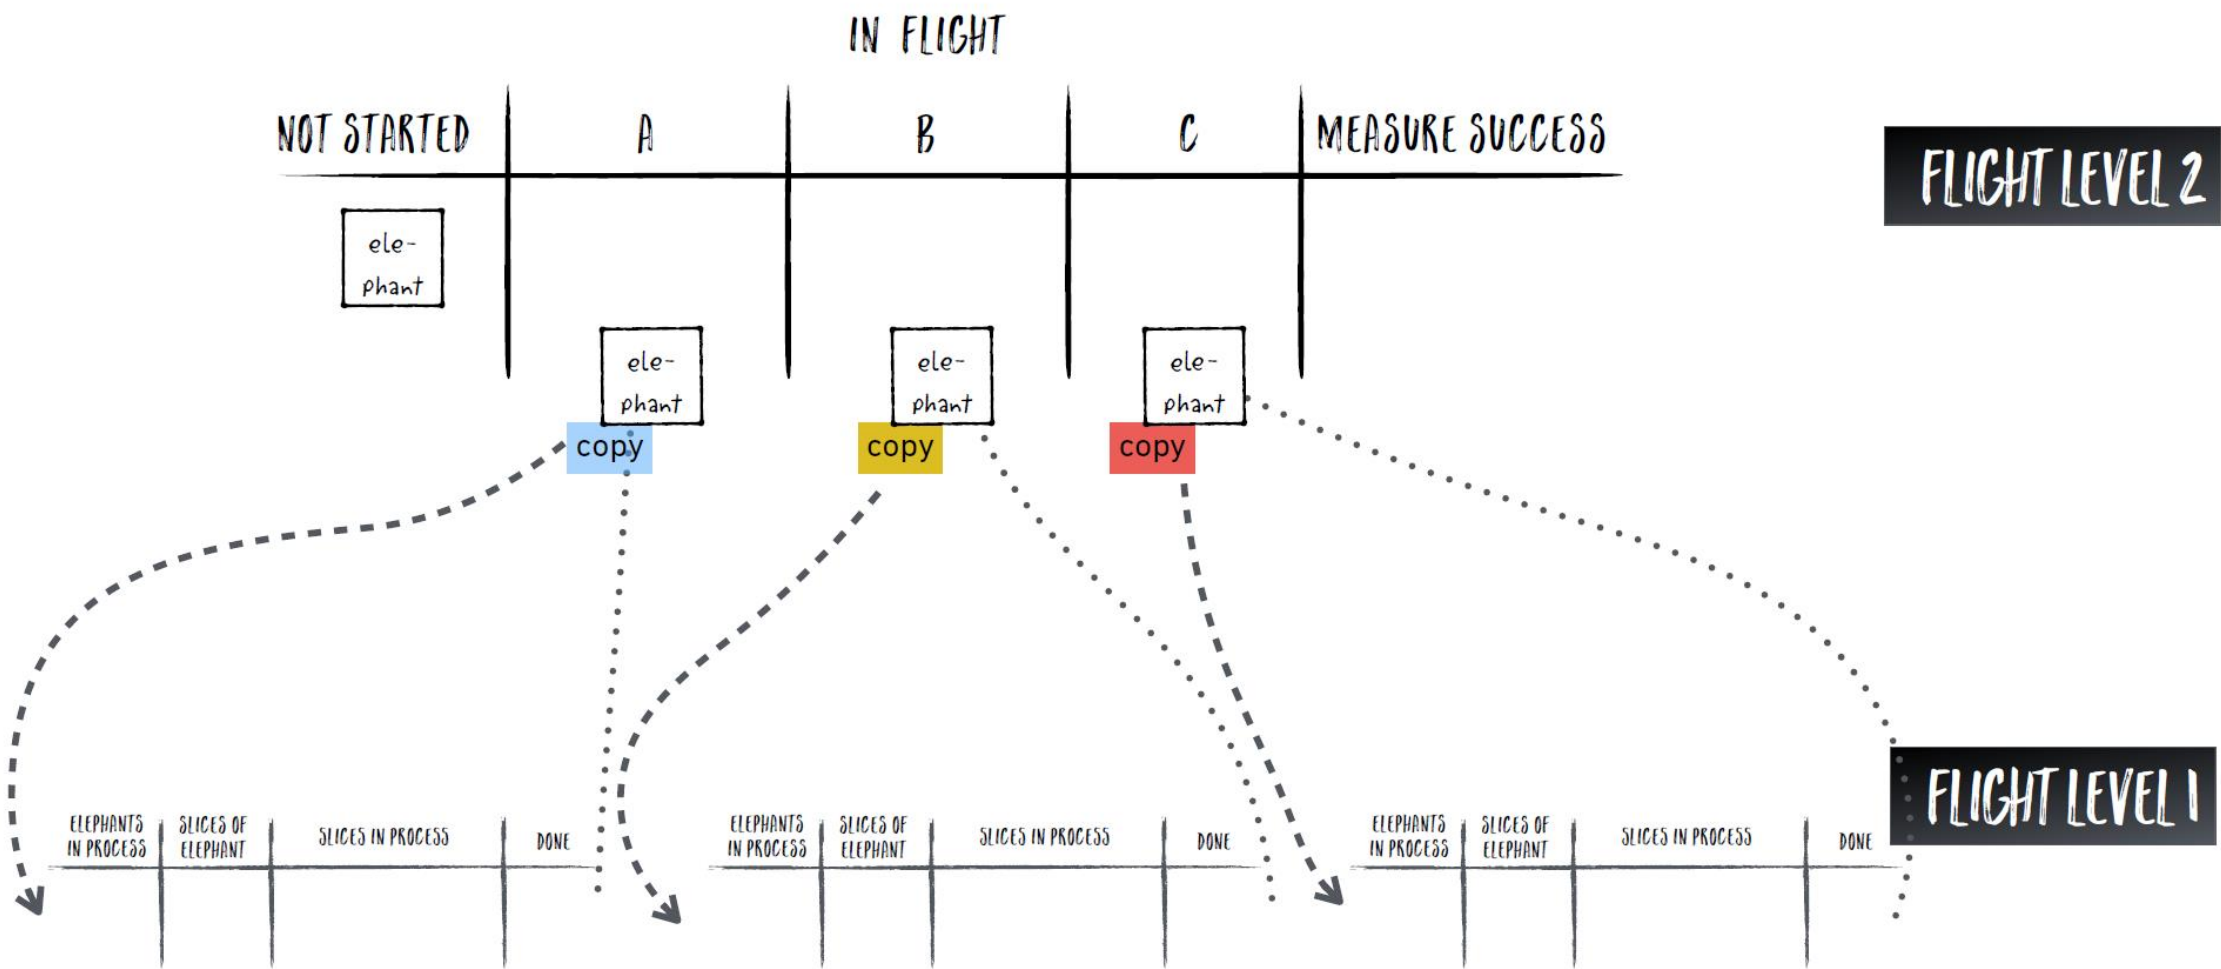 IN FLIGHT
NOT STARTED
A
B
C
MEASURE SUCCESS
FLIGHT LEVEL 2
ele-
phant
ele-
phant
ele-
phant
ele-
phant
copy
copy
copy
FLIGHT LEVEL 1
ELEPHANTS
IN PROCESS
SLICES OF
ELEPHANT
SLICES IN PROCESS
DONE
ELEPHANTS
IN PROCESS
SLICES OF
ELEPHANT
SLICES IN PROCESS
DONE
ELEPHANTS
IN PROCESS
SLICES OF
ELEPHANT
SLICES IN PROCESS
DONE